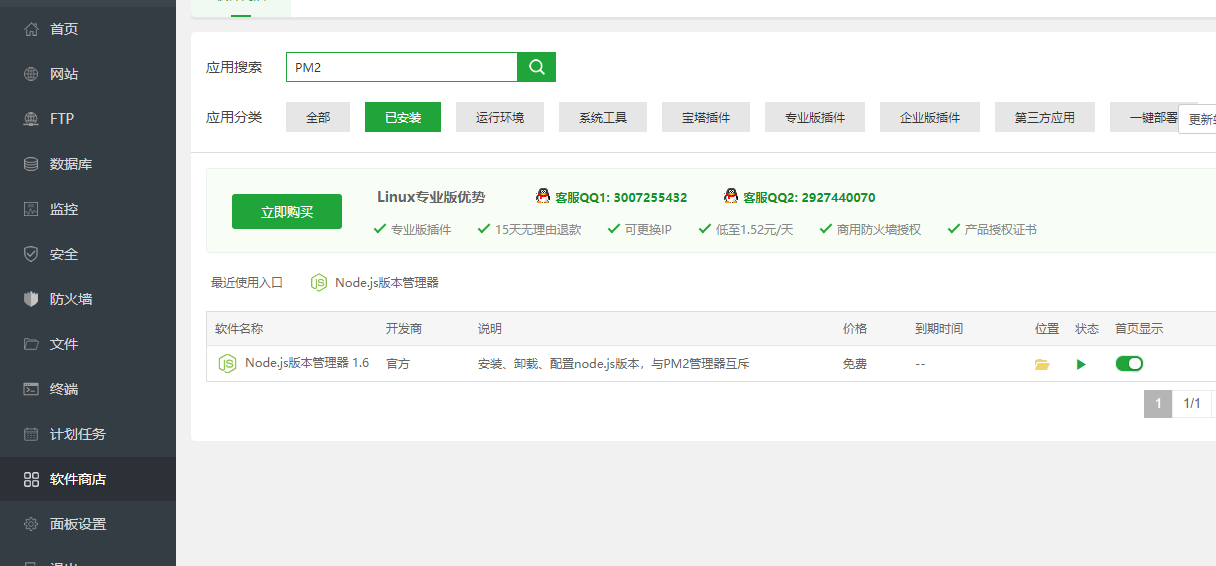 首页
网站
FTP
数据库
监控
安全
防火墙
文件
终端
计划任务
软件商店
面板设置
应用搜索 PM2
应用分类 全部 已安装 运行环境 系统工具 宝塔插件 专业版插件 企业版插件 第三方应用 一键部署 更新
立即购买 Linux专业版优势 客服QQ1: 3007255432 客服QQ2: 2927440070
专业版插件 15天无理由退款 可更换IP 低至1.52元/天 商用防火墙授权 产品授权证书
最近使用入口 Node.js版本管理器
软件名称 开发商 说明 价格 到期时间 位置 状态 首页显示
Node.js版本管理器 1.6 官方 安装、卸载、配置node.js版本，与PM2管理器互斥 免费 --
1 1/1